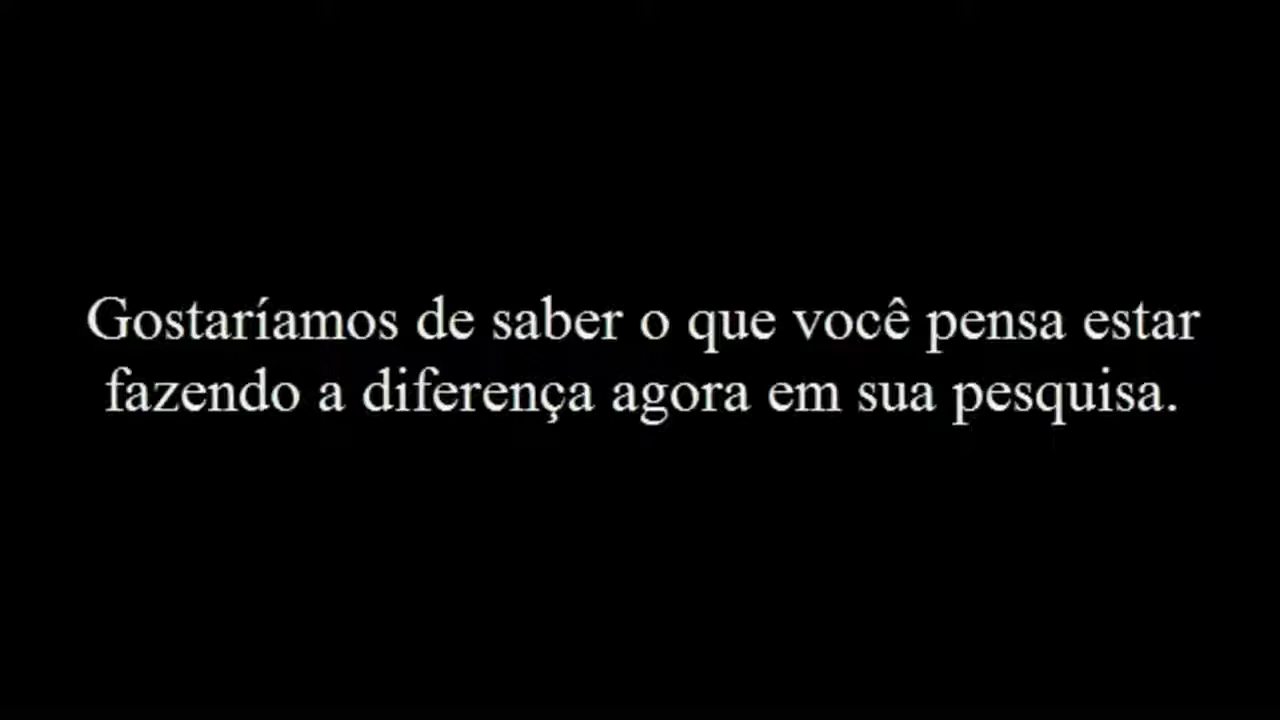 Gostaríamos de saber o que você pensa estar
fazendo a diferença agora em sua pesquisa.